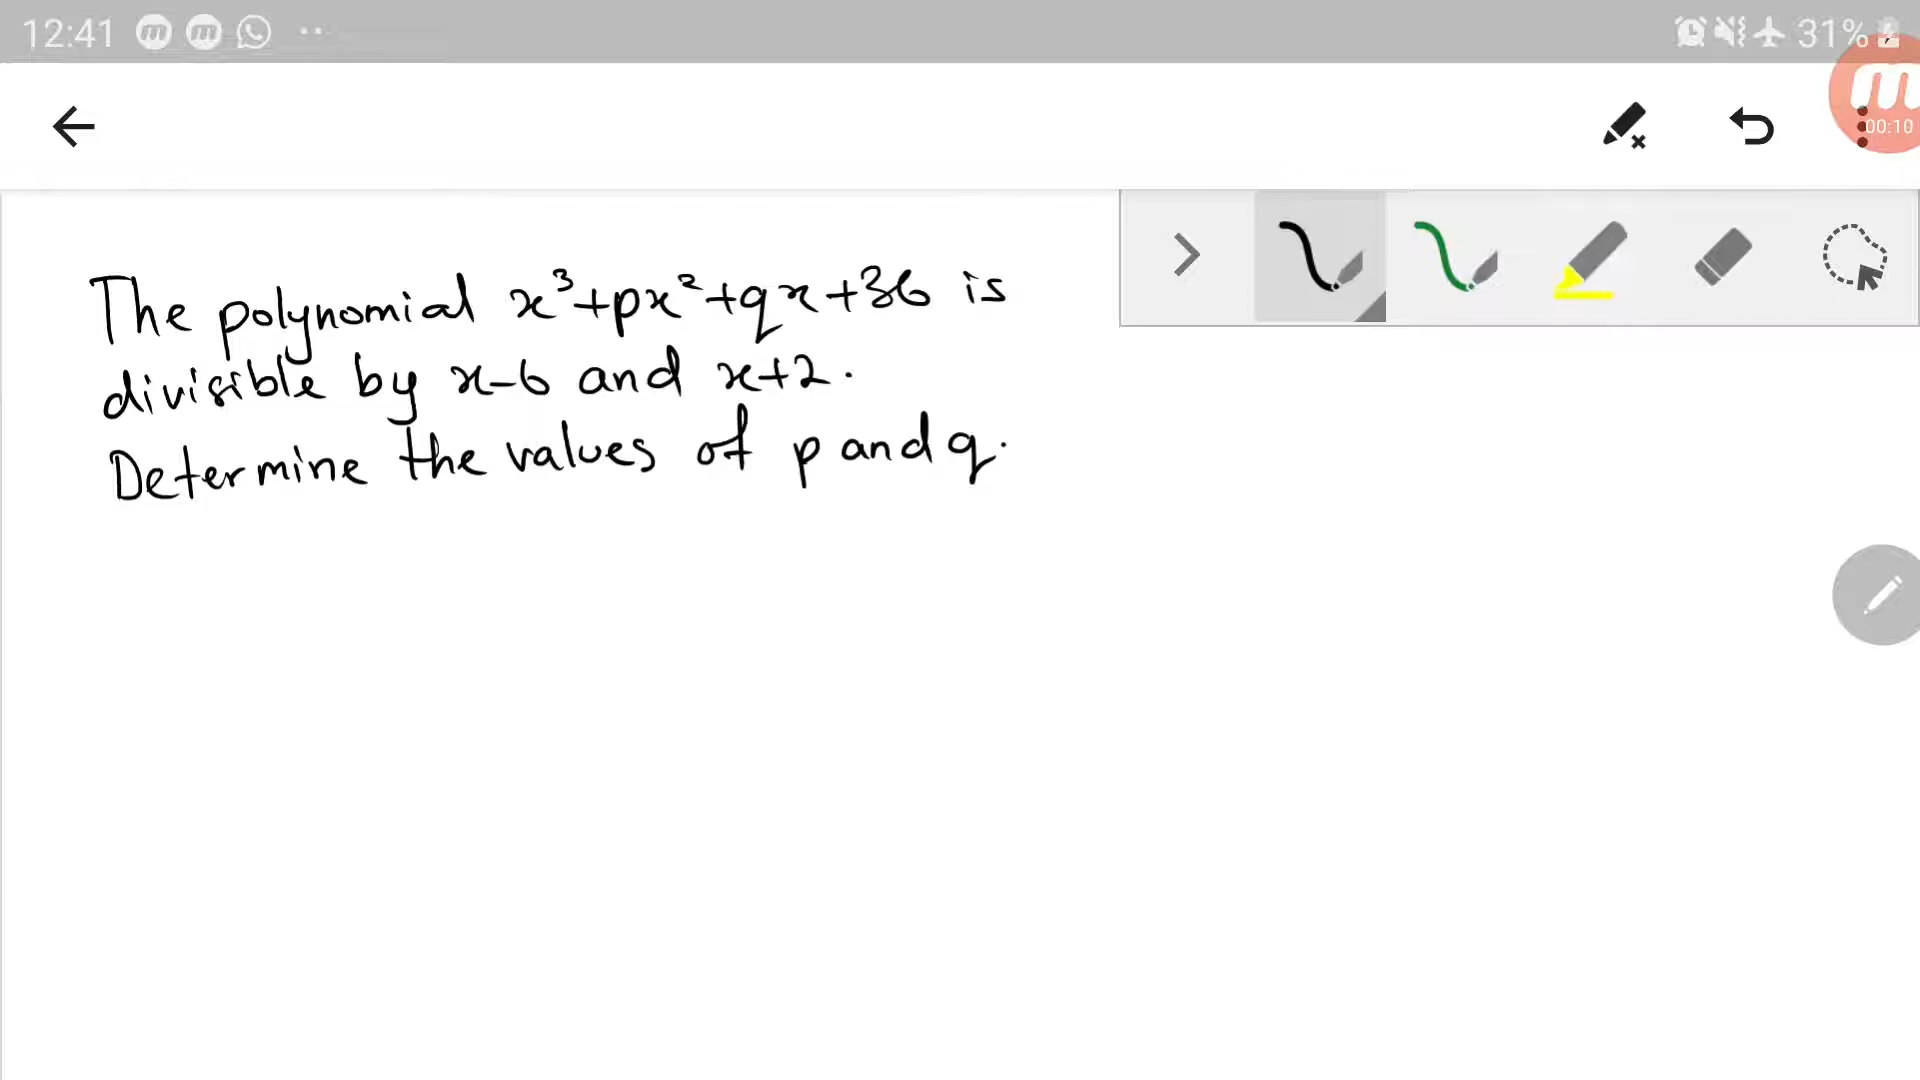 12:41 31%
00:10
The polynomial x³+px²+qx+36 is
divisible by x-6 and x+2.
Determine the values of p and q.